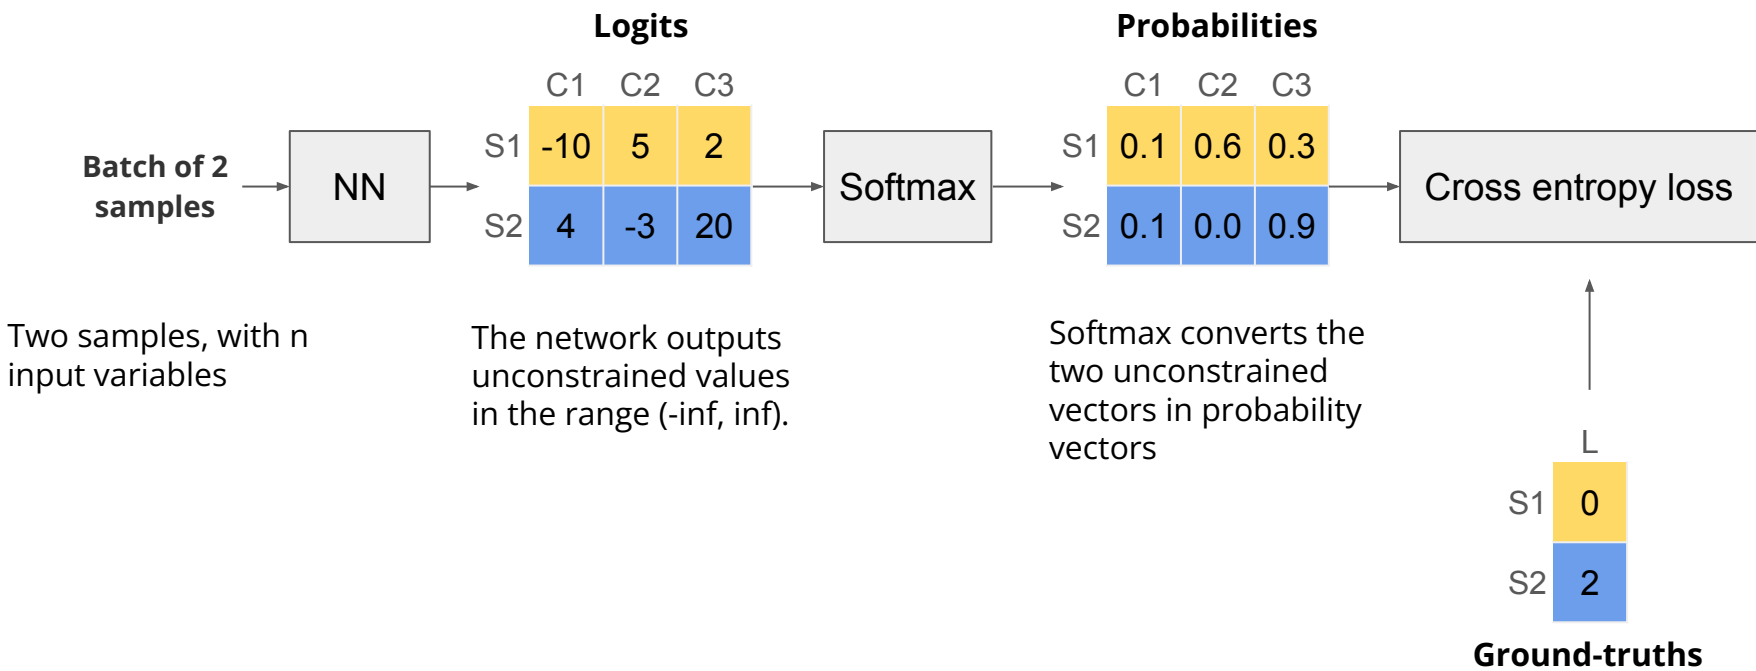 Logits
Probabilities
C1 C2 C3
C1 C2 C3
Batch of 2
samples
NN
S1 -10 5 2
S2 4 -3 20
Softmax
S1 0.1 0.6 0.3
S2 0.1 0.0 0.9
Cross entropy loss
Two samples, with n
input variables
The network outputs
unconstrained values
in the range (-inf, inf).
Softmax converts the
two unconstrained
vectors in probability
vectors
L
S1 0
S2 2
Ground-truths